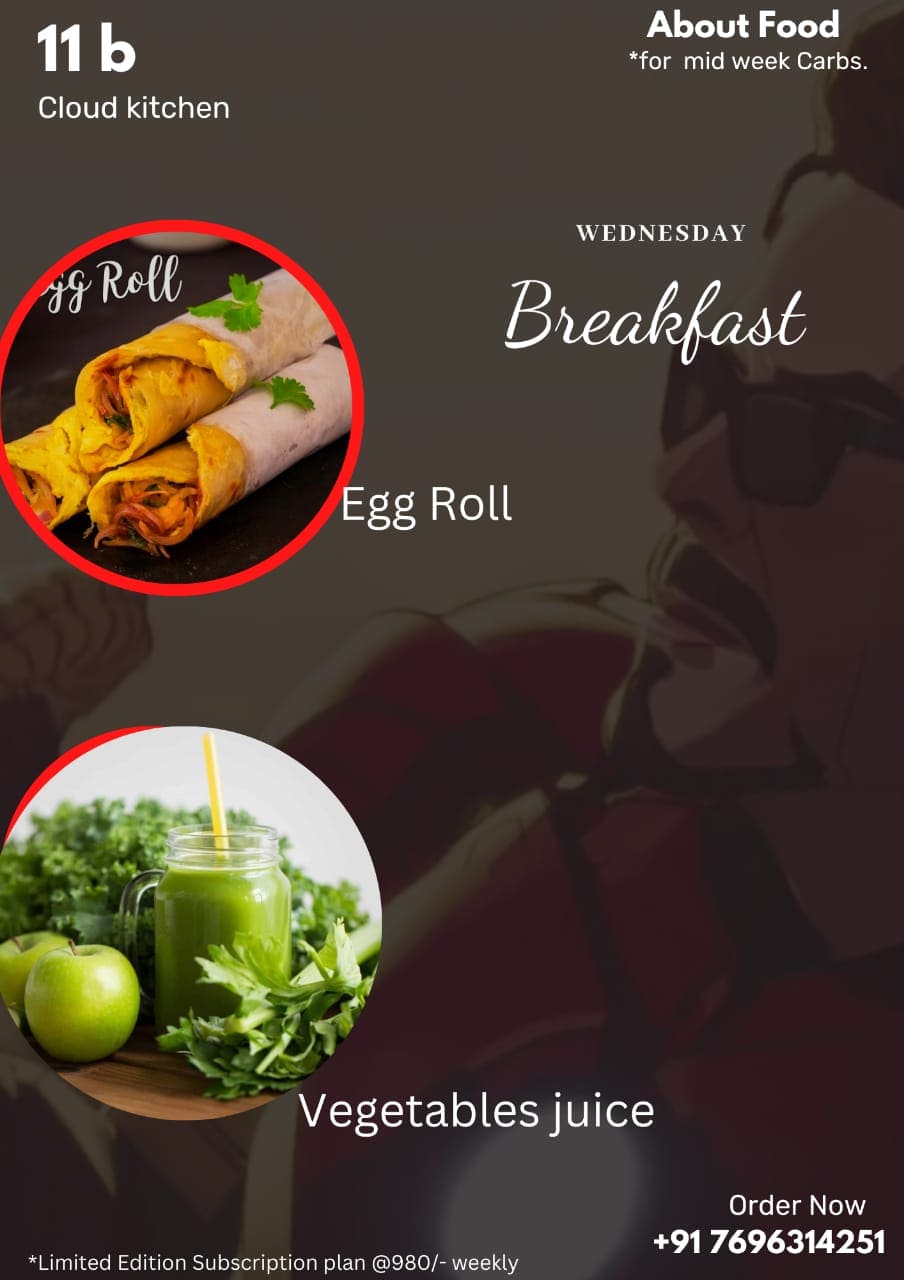 11 b
Cloud kitchen
About Food
*for mid week Carbs.
WEDNESDAY
Breakfast
Egg Roll
Egg Roll
Vegetables juice
Order Now
+91 7696314251
*Limited Edition Subscription plan @980/- weekly